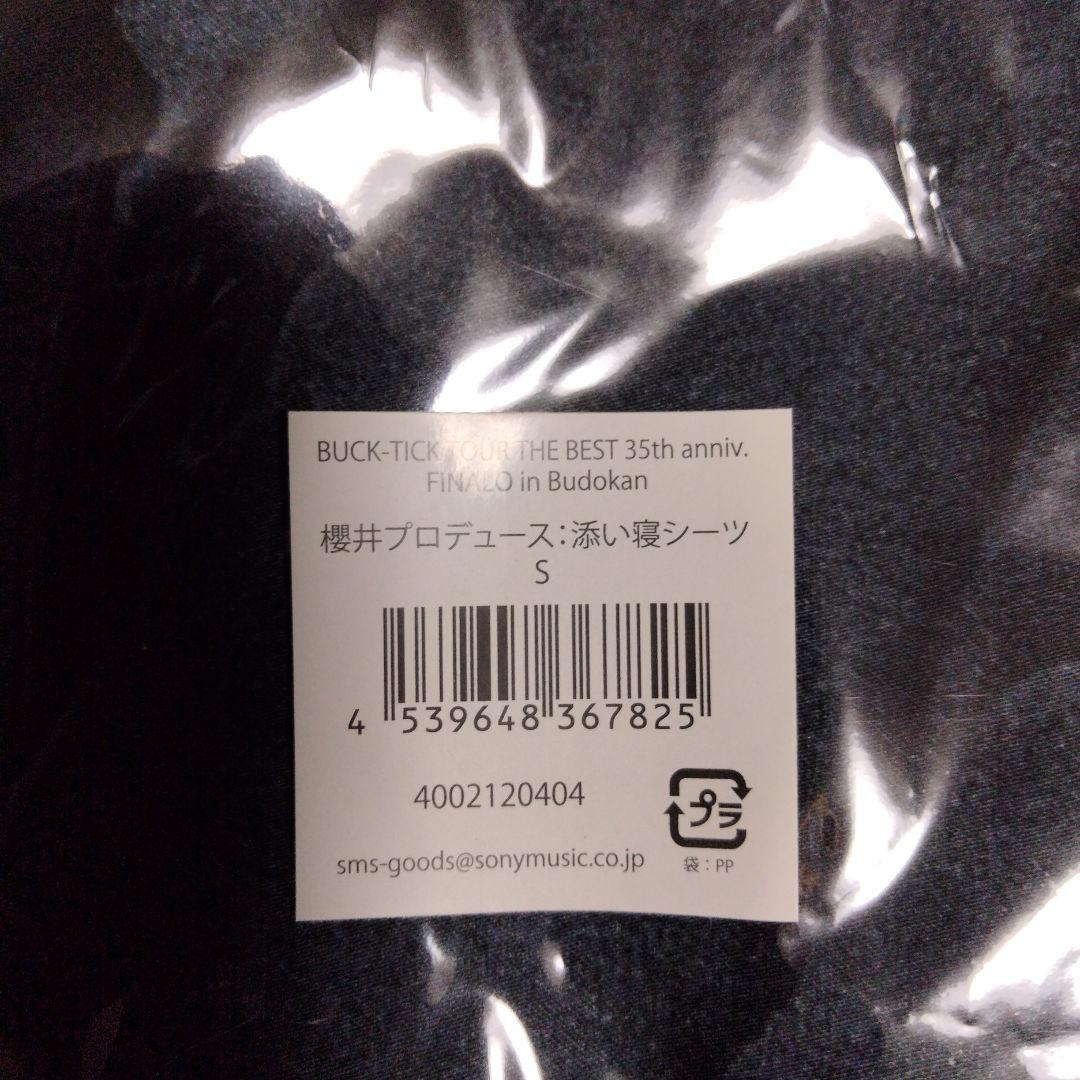 BUCK-TICK TOUR THE BEST 35th anniv.
FINALO in Budokan
櫻井プロデュース：添い寝シーツ
S
4 539648 367825
4002120404
プラ
sms-goods@sonymusic.co.jp
袋：PP